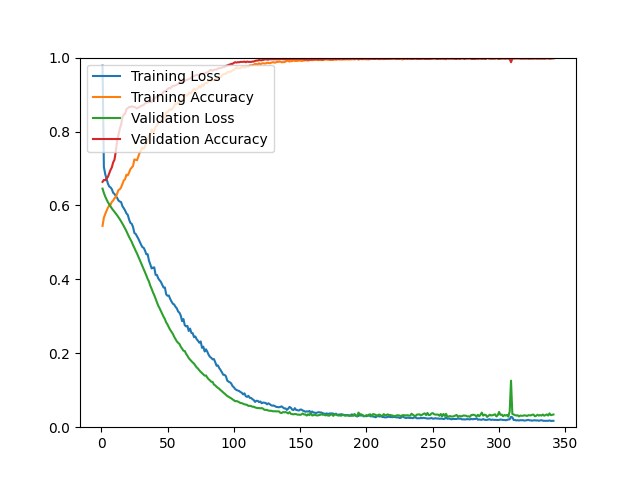 1.0
0.8
0.6
0.4
0.2
0.0
Training Loss
Training Accuracy
Validation Loss
Validation Accuracy
0 50 100 150 200 250 300 350